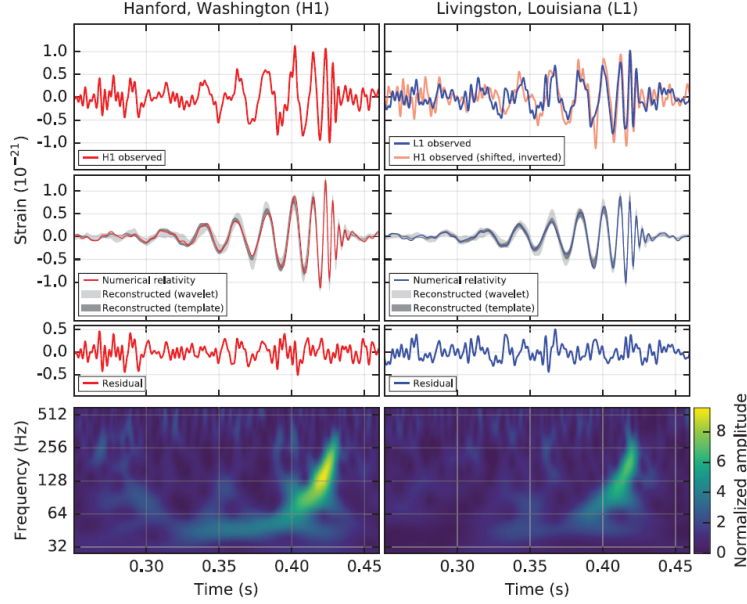 Hanford, Washington (H1)
Livingston, Louisiana (L1)
1.0
0.5
0.0
-0.5
-1.0
H1 observed
L1 observed
H1 observed (shifted, inverted)
Strain (10⁻²¹)
1.0
0.5
0.0
-0.5
-1.0
Numerical relativity
Reconstructed (wavelet)
Reconstructed (template)
Numerical relativity
Reconstructed (wavelet)
Reconstructed (template)
0.5
0.0
-0.5
Residual
Residual
Frequency (Hz)
512
256
128
64
32
0.30
0.35
0.40
0.45
Time (s)
0.30
0.35
0.40
0.45
Time (s)
8
6
4
2
0
Normalized amplitude